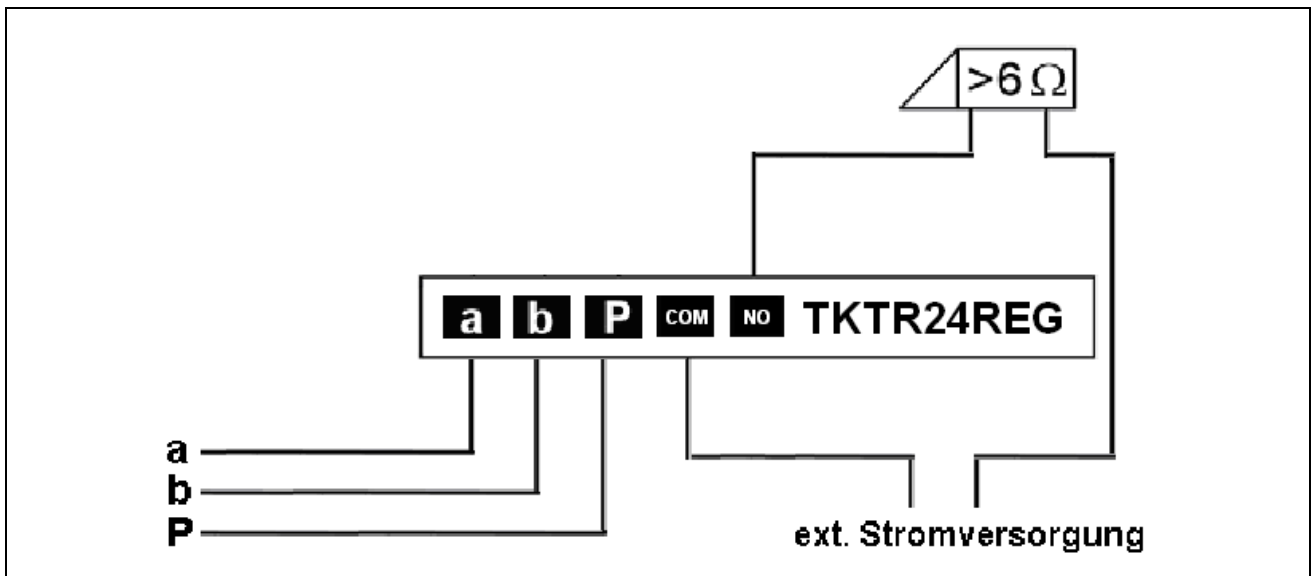 >6 Ω
a b P COM NO TKTR24REG
a
b
P
ext. Stromversorgung